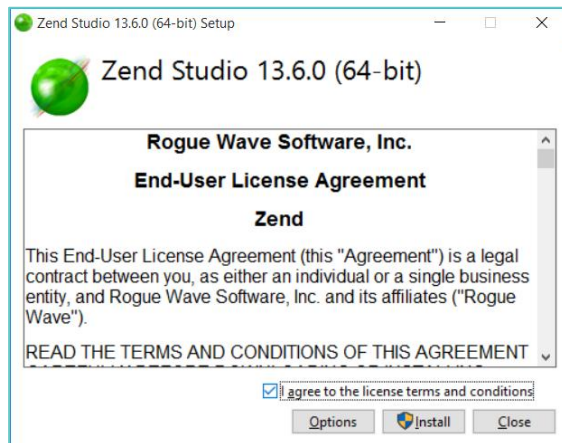 Zend Studio 13.6.0 (64-bit) Setup
Zend Studio 13.6.0 (64-bit)
Rogue Wave Software, Inc.
End-User License Agreement
Zend
This End-User License Agreement (this "Agreement") is a legal
contract between you, as either an individual or a single business
entity, and Rogue Wave Software, Inc. and its affiliates ("Rogue
Wave").
READ THE TERMS AND CONDITIONS OF THIS AGREEMENT
I agree to the license terms and conditions
Options Install Close